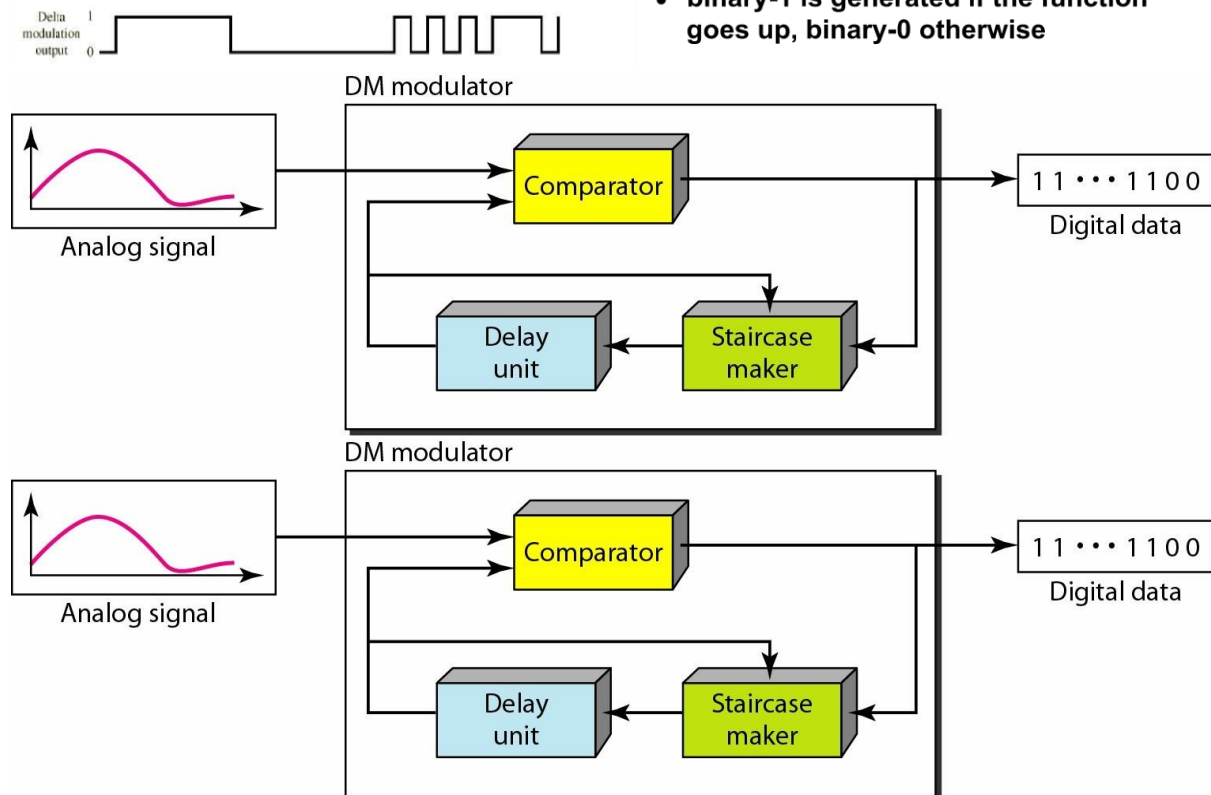 Delta
modulation
output
1
0
• binary-1 is generated if the function
goes up, binary-0 otherwise
DM modulator
Comparator
11 ••• 1100
Digital data
Analog signal
Delay
unit
Staircase
maker
DM modulator
Comparator
11 ••• 1100
Digital data
Analog signal
Delay
unit
Staircase
maker